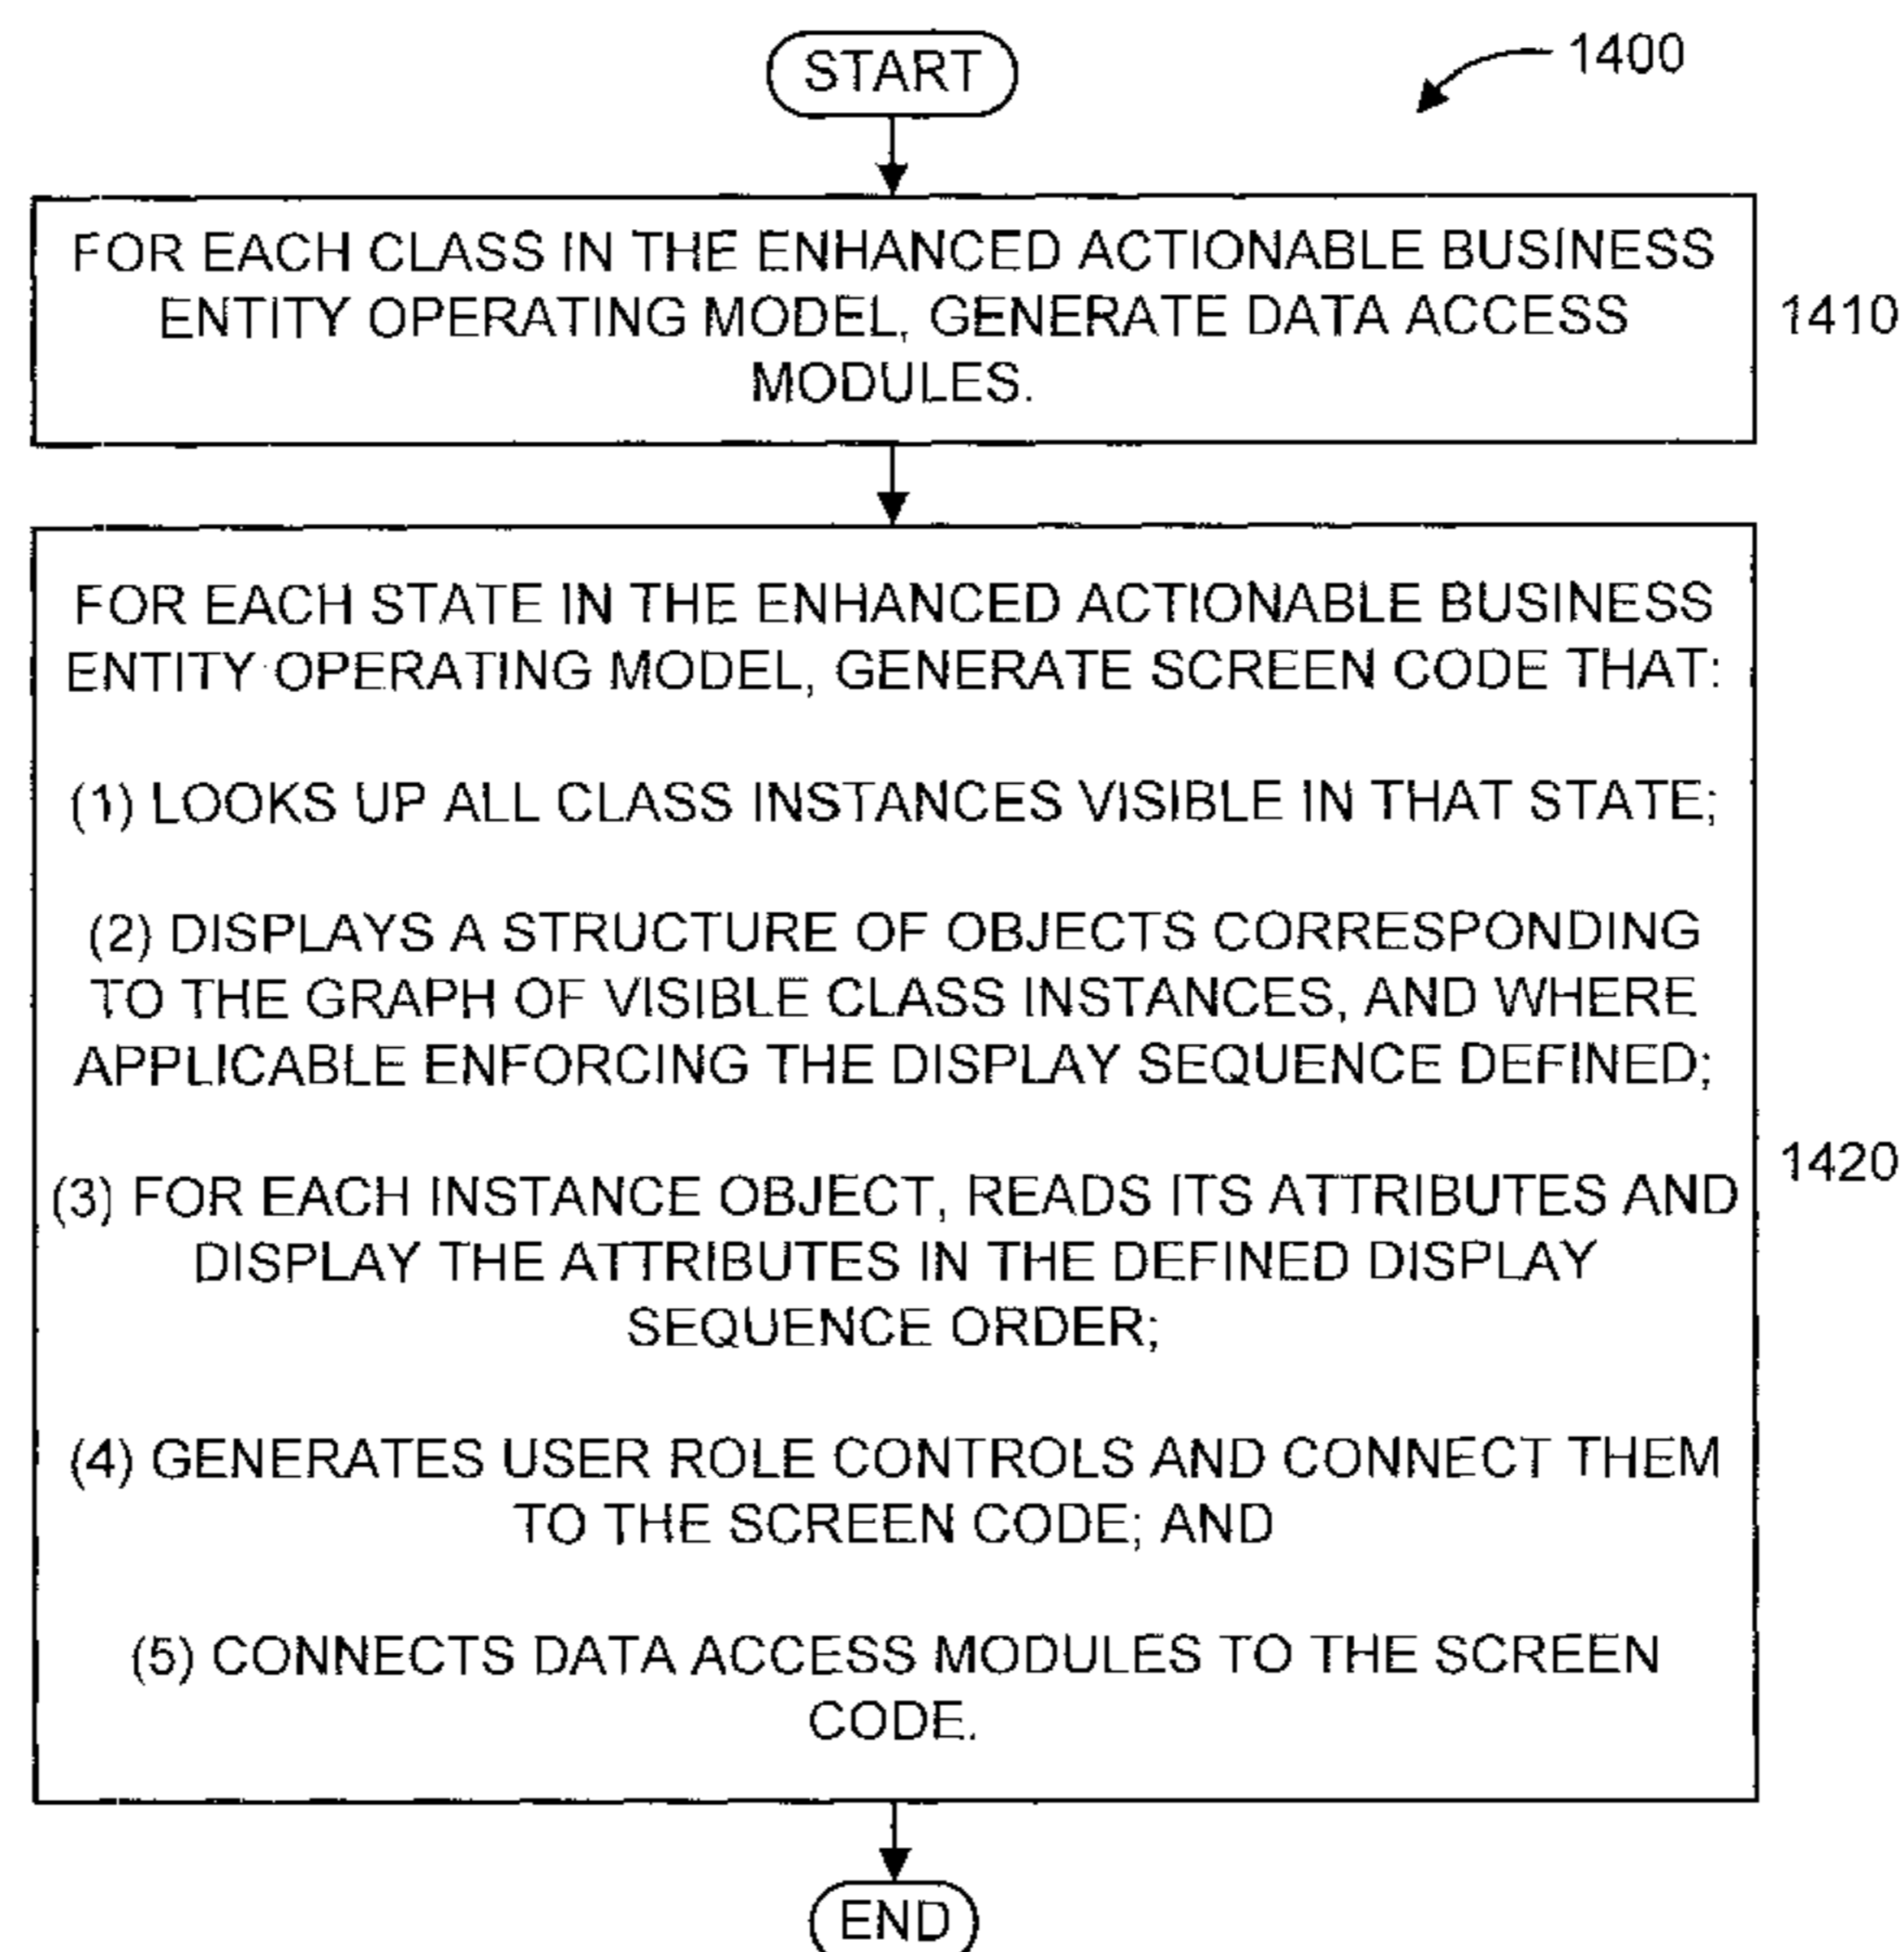 START
1400
FOR EACH CLASS IN THE ENHANCED ACTIONABLE BUSINESS
ENTITY OPERATING MODEL, GENERATE DATA ACCESS
MODULES.
1410
FOR EACH STATE IN THE ENHANCED ACTIONABLE BUSINESS
ENTITY OPERATING MODEL, GENERATE SCREEN CODE THAT:
(1) LOOKS UP ALL CLASS INSTANCES VISIBLE IN THAT STATE;
(2) DISPLAYS A STRUCTURE OF OBJECTS CORRESPONDING
TO THE GRAPH OF VISIBLE CLASS INSTANCES, AND WHERE
APPLICABLE ENFORCING THE DISPLAY SEQUENCE DEFINED;
1420
(3) FOR EACH INSTANCE OBJECT, READS ITS ATTRIBUTES AND
DISPLAY THE ATTRIBUTES IN THE DEFINED DISPLAY
SEQUENCE ORDER;
(4) GENERATES USER ROLE CONTROLS AND CONNECT THEM
TO THE SCREEN CODE; AND
(5) CONNECTS DATA ACCESS MODULES TO THE SCREEN
CODE.
END